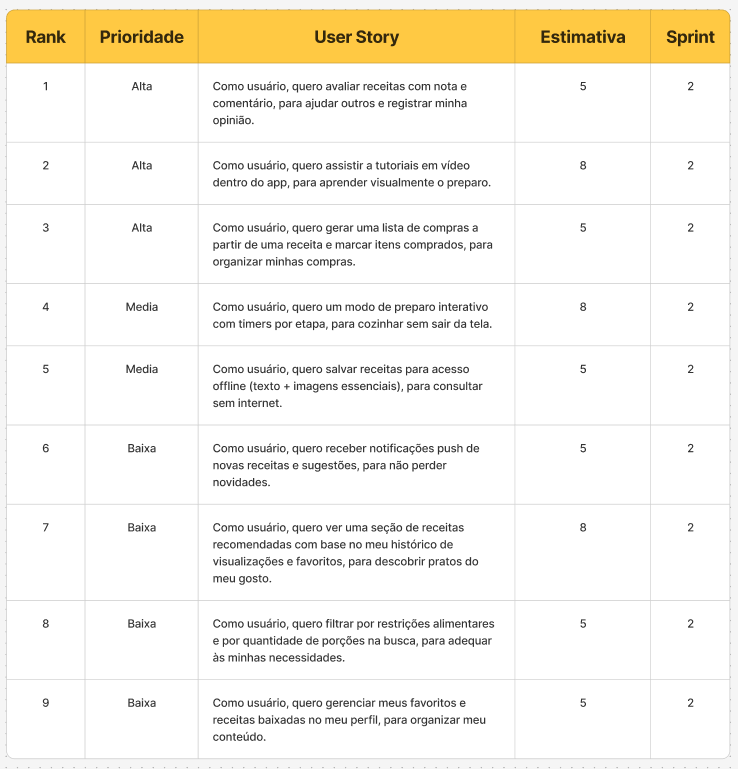 Rank Prioridade User Story Estimativa Sprint
1 Alta Como usuário, quero avaliar receitas com nota e 5 2
comentário, para ajudar outros e registrar minha
opinião.
2 Alta Como usuário, quero assistir a tutoriais em vídeo 8 2
dentro do app, para aprender visualmente o preparo.
3 Alta Como usuário, quero gerar uma lista de compras a 5 2
partir de uma receita e marcar itens comprados, para
organizar minhas compras.
4 Media Como usuário, quero um modo de preparo interativo 8 2
com timers por etapa, para cozinhar sem sair da tela.
5 Media Como usuário, quero salvar receitas para acesso 5 2
offline (texto + imagens essenciais), para consultar
sem internet.
6 Baixa Como usuário, quero receber notificações push de 5 2
novas receitas e sugestões, para não perder
novidades.
7 Baixa Como usuário, quero ver uma seção de receitas 8 2
recomendadas com base no meu histórico de
visualizações e favoritos, para descobrir pratos do
meu gosto.
8 Baixa Como usuário, quero filtrar por restrições alimentares 5 2
e por quantidade de porções na busca, para adequar
às minhas necessidades.
9 Baixa Como usuário, quero gerenciar meus favoritos e 5 2
receitas baixadas no meu perfil, para organizar meu
conteúdo.